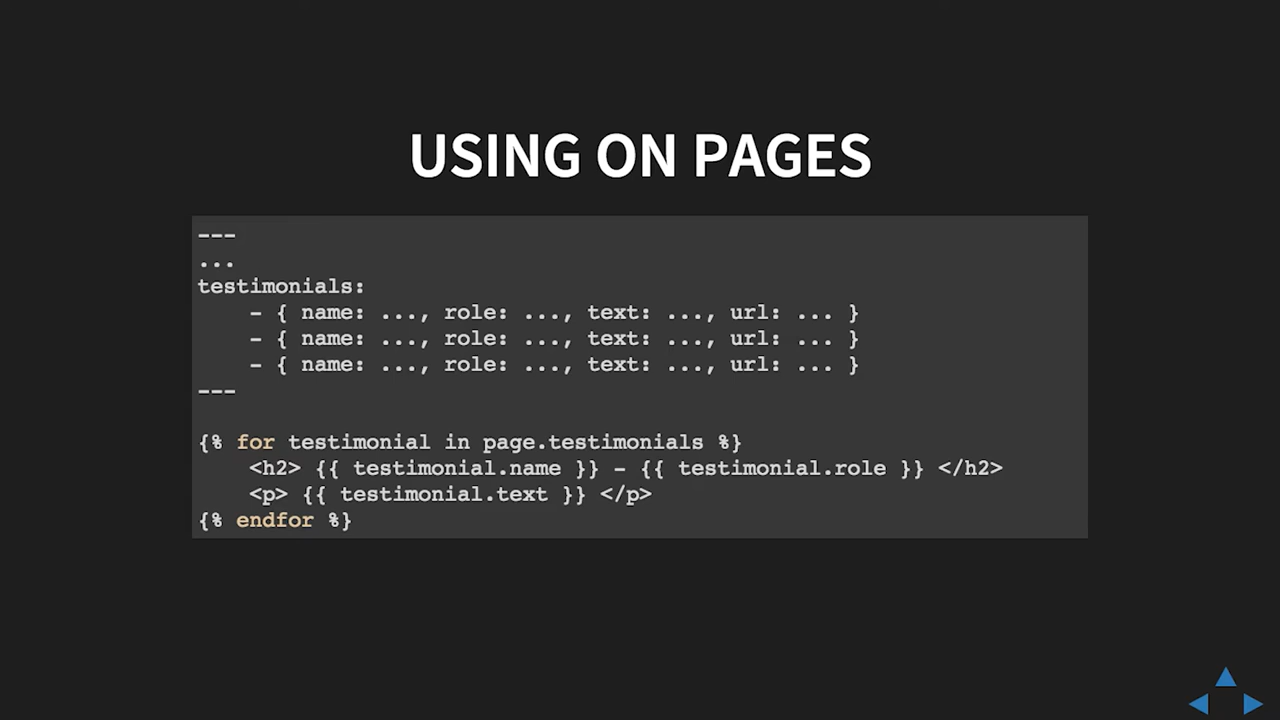 USING ON PAGES
---
...
testimonials:
    - { name: ..., role: ..., text: ..., url: ... }
    - { name: ..., role: ..., text: ..., url: ... }
    - { name: ..., role: ..., text: ..., url: ... }
---
{% for testimonial in page.testimonials %}
    <h2> {{ testimonial.name }} - {{ testimonial.role }} </h2>
    <p> {{ testimonial.text }} </p>
{% endfor %}